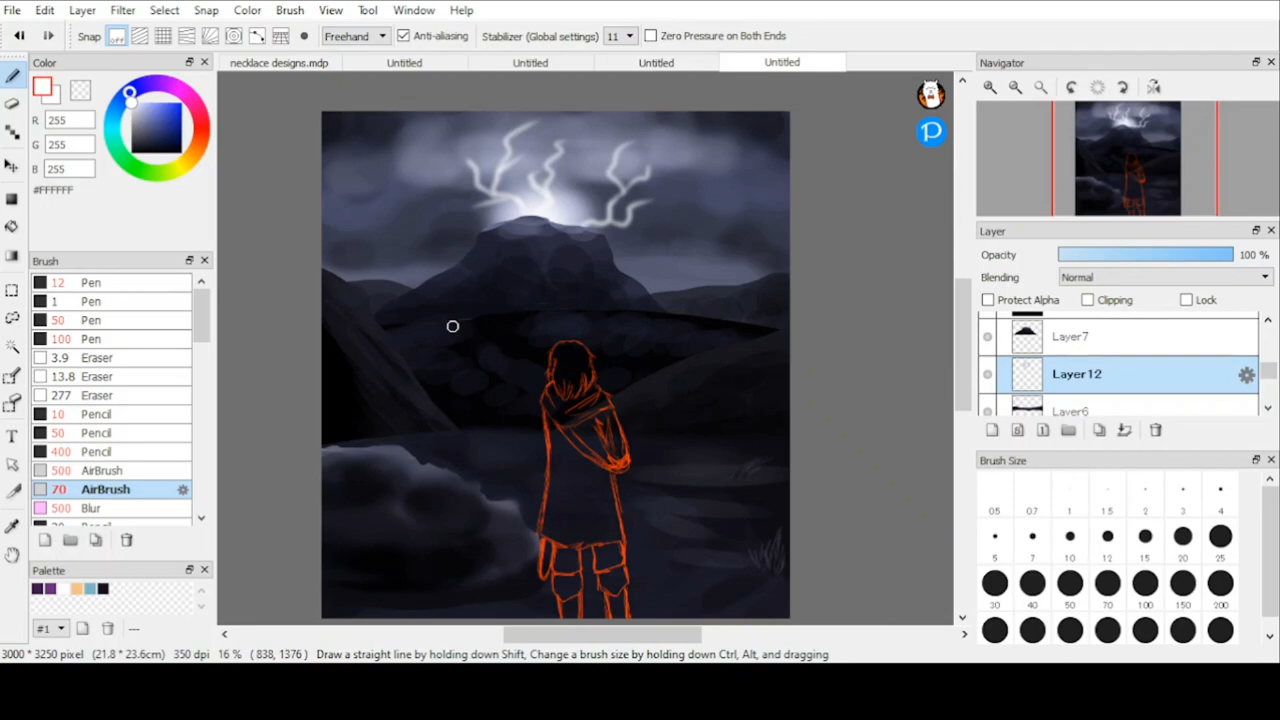 File Edit Layer Filter Select Snap Color Brush View Tool Window Help
Snap off Freehand Anti-aliasing Stabilizer (Global settings) 11 Zero Pressure on Both Ends
Color
necklace designs.mdp Untitled Untitled Untitled Untitled
Navigator
R 255
G 255
B 255
#FFFFFF
P
Layer
Opacity 100 %
Blending Normal
Protect Alpha Clipping Lock
Layer7
Layer12
Layer6
Brush
12 Pen
1 Pen
50 Pen
100 Pen
3.9 Eraser
13.8 Eraser
277 Eraser
10 Pencil
50 Pencil
400 Pencil
500 AirBrush
70 AirBrush
500 Blur
Brush Size
0.5 0.7 1 1.5 2 3 4
5 7 10 12 15 20 25
30 40 50 70 100 150 200
Palette
#1 ---
3000 * 3250 pixel (21.8 * 23.6cm) 350 dpi 16 % ( 838, 1376 ) Draw a straight line by holding down Shift, Change a brush size by holding down Ctrl, Alt, and dragging